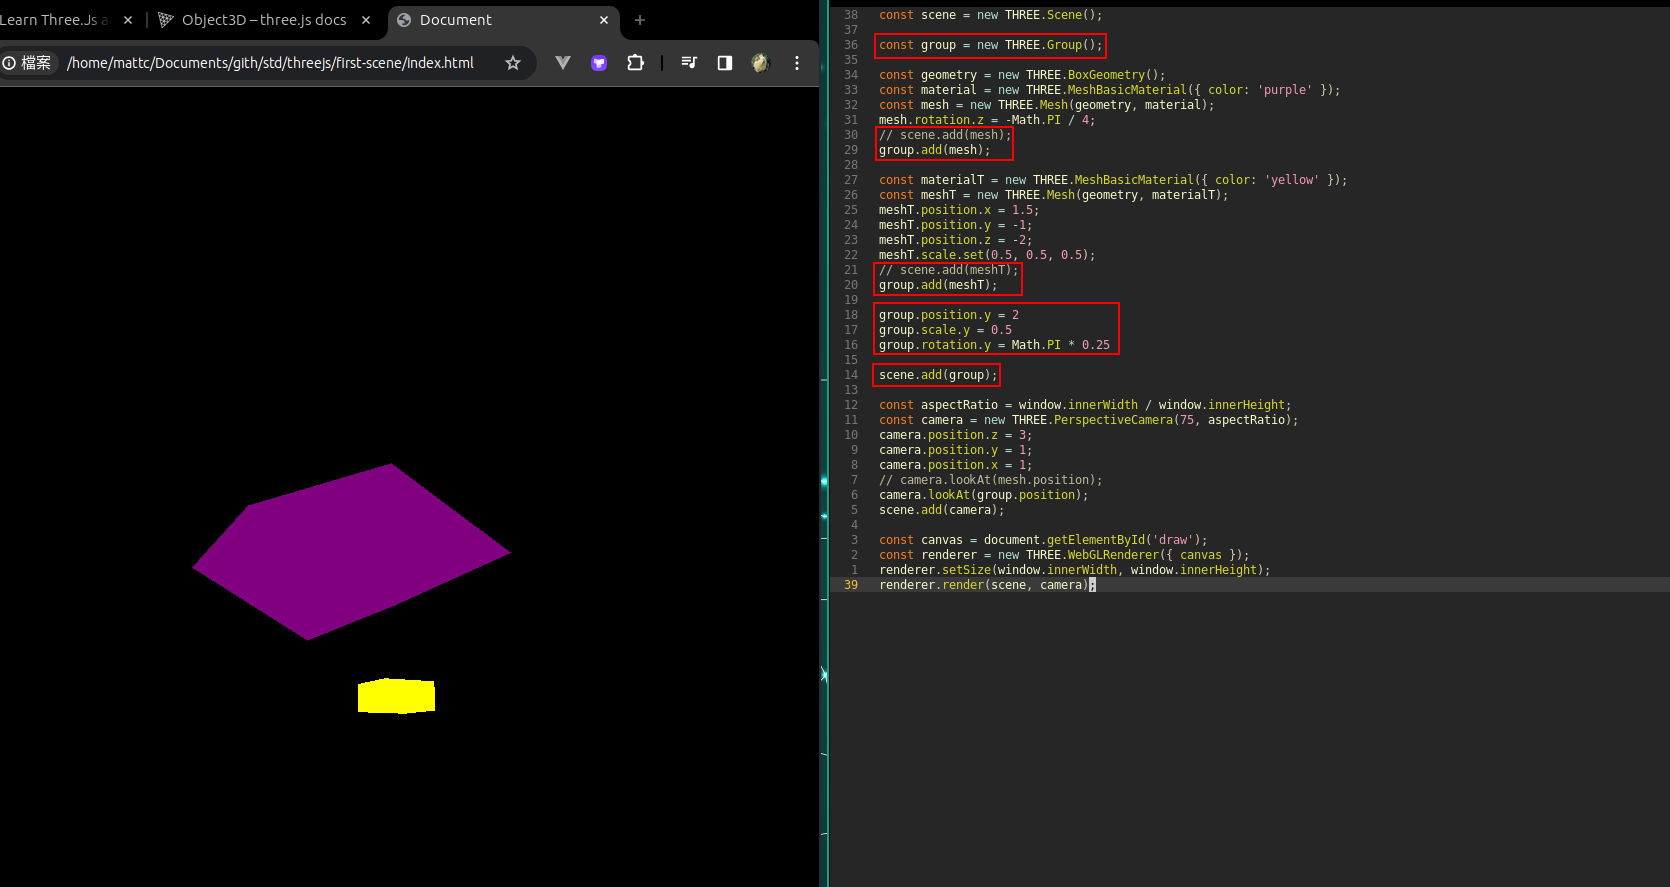 Learn Three.Js a
Object3D – three.js docs
Document
檔案
/home/mattc/Documents/gith/std/threejs/first-scene/index.html
38 const scene = new THREE.Scene();
37
36 const group = new THREE.Group();
35
34 const geometry = new THREE.BoxGeometry();
33 const material = new THREE.MeshBasicMaterial({ color: 'purple' });
32 const mesh = new THREE.Mesh(geometry, material);
31 mesh.rotation.z = -Math.PI / 4;
30 // scene.add(mesh);
29 group.add(mesh);
28
27 const materialT = new THREE.MeshBasicMaterial({ color: 'yellow' });
26 const meshT = new THREE.Mesh(geometry, materialT);
25 meshT.position.x = 1.5;
24 meshT.position.y = -1;
23 meshT.position.z = -2;
22 meshT.scale.set(0.5, 0.5, 0.5);
21 // scene.add(meshT);
20 group.add(meshT);
19
18 group.position.y = 2
17 group.scale.y = 0.5
16 group.rotation.y = Math.PI * 0.25
15
14 scene.add(group);
13
12 const aspectRatio = window.innerWidth / window.innerHeight;
11 const camera = new THREE.PerspectiveCamera(75, aspectRatio);
10 camera.position.z = 3;
9 camera.position.y = 1;
8 camera.position.x = 1;
7 // camera.lookAt(mesh.position);
6 camera.lookAt(group.position);
5 scene.add(camera);
4
3 const canvas = document.getElementById('draw');
2 const renderer = new THREE.WebGLRenderer({ canvas });
1 renderer.setSize(window.innerWidth, window.innerHeight);
39 renderer.render(scene, camera);